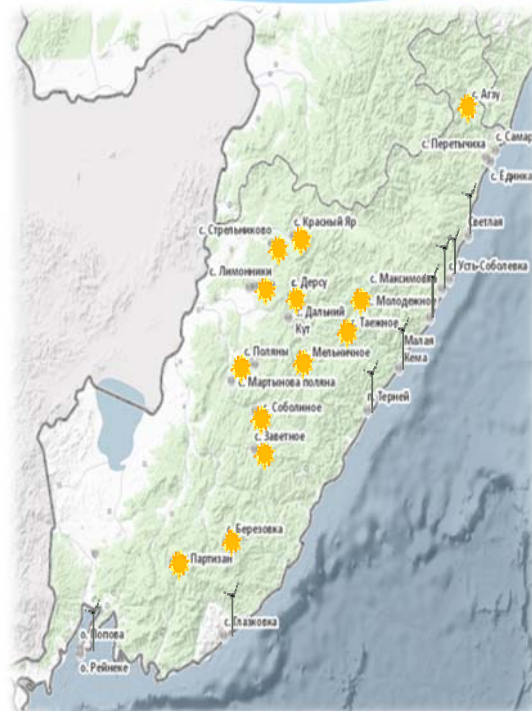 с. Агзу
с. Самар
с. Перетычиха
с. Единка
Светлая
с. Красный Яр
с. Стрельниково
с. Усть-Соболевка
с. Лимонники
с. Дерсу
с. Максимовка
с. Молодежное
с. Дальний
Кут
с. Таежное
Малая
Кема
с. Поляны
Мельничное
с. Мартынова поляна
п. Терней
с. Соболиное
с. Заветное
с. Березовка
Партизан
с. Глазковка
о. Попова
о. Рейнеке